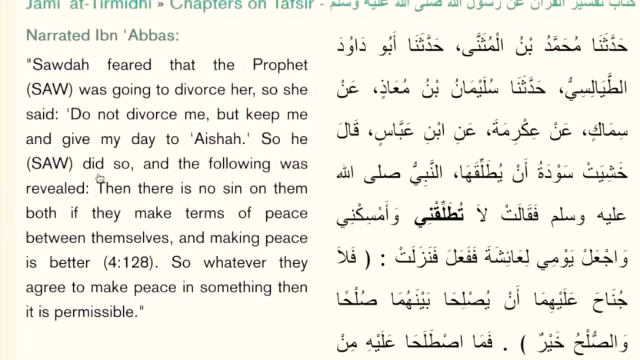 Jami` at-Tirmidhi » Chapters on Tafsir - كتاب تفسير القرآن عن رسول الله صلى الله عليه وسلم
Narrated Ibn 'Abbas:
"Sawdah feared that the Prophet
(SAW) was going to divorce her, so she
said: 'Do not divorce me, but keep me
and give my day to 'Aishah.' So he
(SAW) did so, and the following was
revealed: Then there is no sin on them
both if they make terms of peace
between themselves, and making peace
is better (4:128). So whatever they
agree to make peace in something then
it is permissible."
حَدَّثَنَا مُحَمَّدُ بْنُ الْمُثَنَّى، حَدَّثَنَا أَبُو دَاوُدَ
الطَّيَالِسِيُّ، حَدَّثَنَا سُلَيْمَانُ بْنُ مُعَاذٍ، عَنْ
سِمَاكٍ، عَنْ عِكْرِمَةَ، عَنِ ابْنِ عَبَّاسٍ، قَالَ
خَشِيَتْ سَوْدَةُ أَنْ يُطَلِّقَهَا، النَّبِيُّ صلى الله
عليه وسلم فَقَالَتْ لاَ تُطَلِّقْنِي وَأَمْسِكْنِي
وَاجْعَلْ يَوْمِي لِعَائِشَةَ فَفَعَلَ فَنَزَلَتْ : ( فَلاَ
جُنَاحَ عَلَيْهِمَا أَنْ يُصْلِحَا بَيْنَهُمَا صُلْحًا
وَالصُّلْحُ خَيْرٌ ) . فَمَا اصْطَلَحَا عَلَيْهِ مِنْ